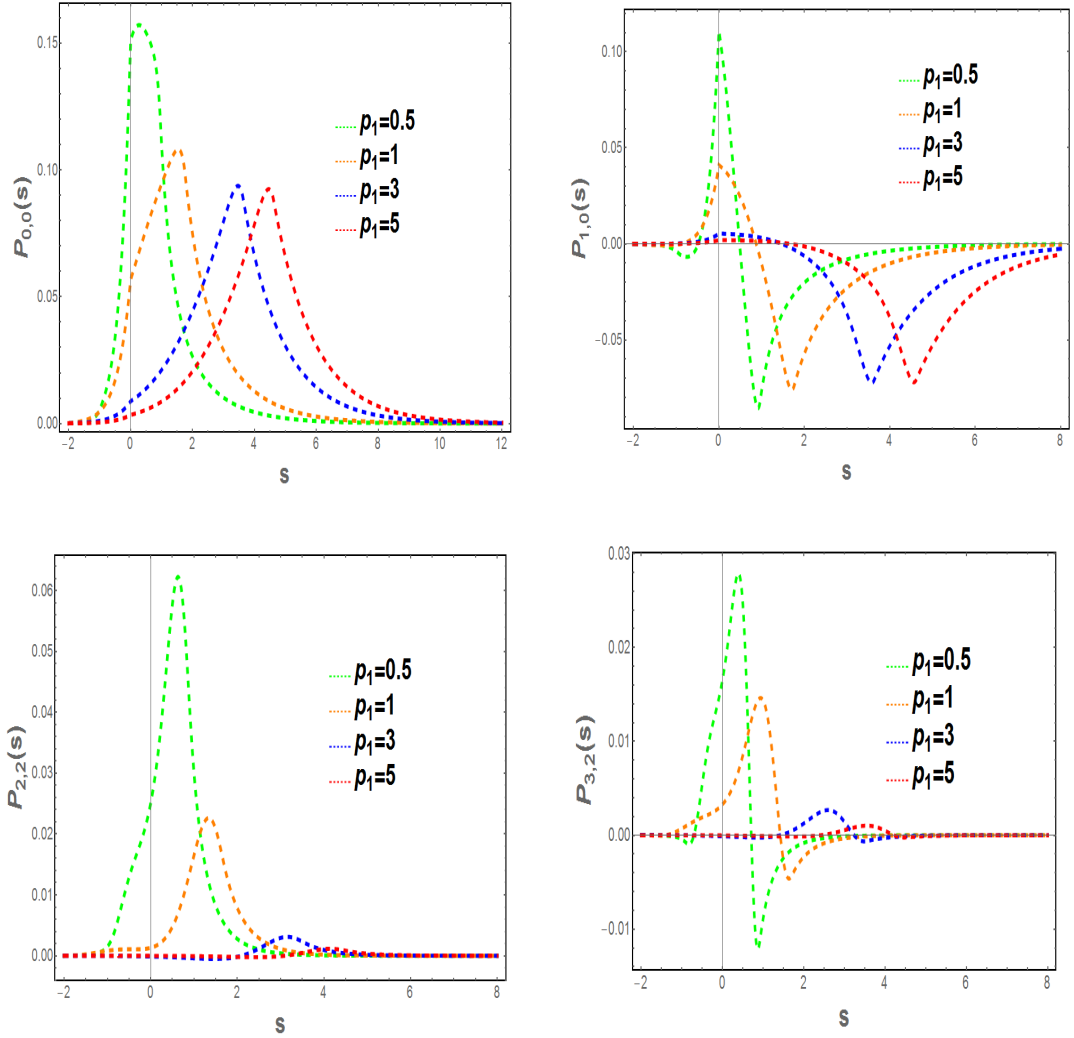 P0,0(s)
0.15
0.10
0.05
0.00
p1=0.5
p1=1
p1=3
p1=5
−2 0 2 4 6 8 10 12
s
P1,0(s)
0.10
0.05
0.00
−0.05
p1=0.5
p1=1
p1=3
p1=5
−2 0 2 4 6 8
s
P2,2(s)
0.06
0.05
0.04
0.03
0.02
0.01
0.00
p1=0.5
p1=1
p1=3
p1=5
−2 0 2 4 6 8
s
P3,2(s)
0.03
0.02
0.01
0.00
−0.01
p1=0.5
p1=1
p1=3
p1=5
−2 0 2 4 6 8
s